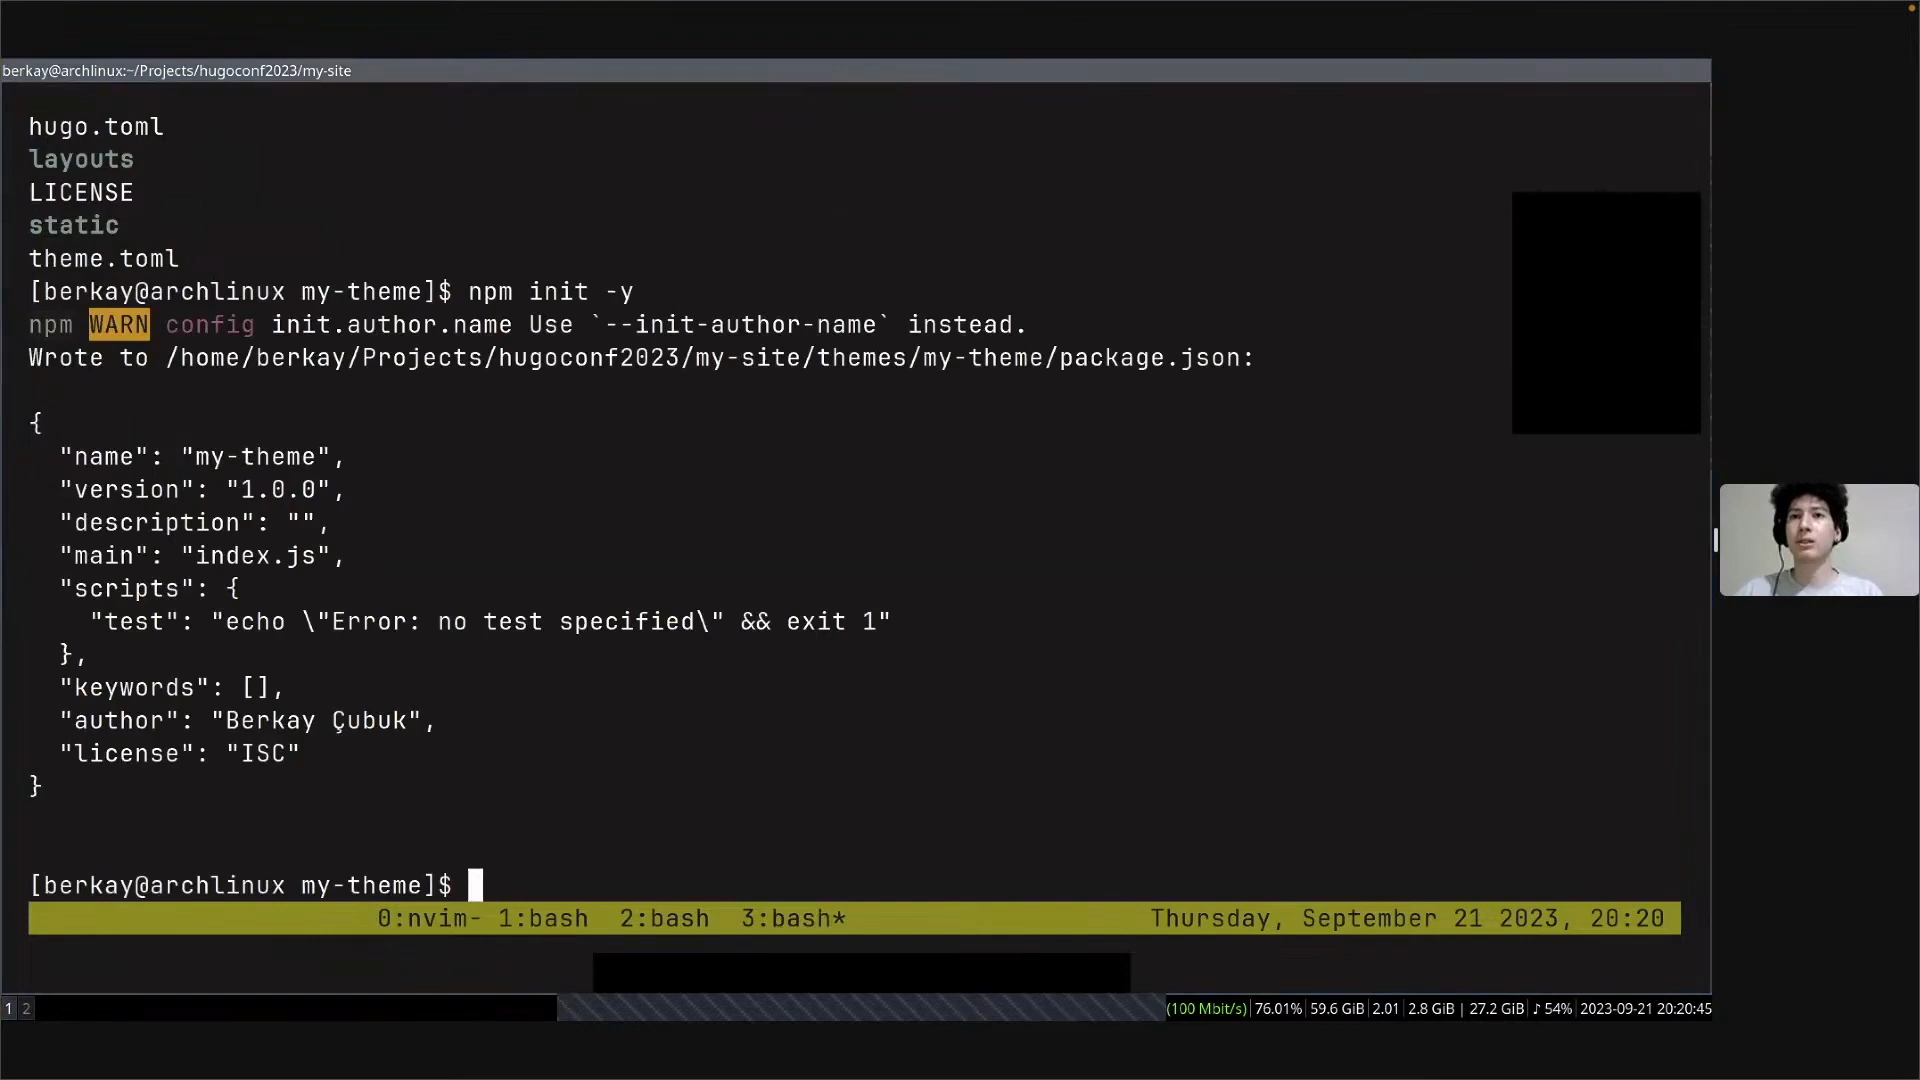 berkay@archlinux:~/Projects/hugoconf2023/my-site
hugo.toml
layouts
LICENSE
static
theme.toml
[berkay@archlinux my-theme]$ npm init -y
npm WARN config init.author.name Use `--init-author-name` instead.
Wrote to /home/berkay/Projects/hugoconf2023/my-site/themes/my-theme/package.json:
{
"name": "my-theme",
"version": "1.0.0",
"description": "",
"main": "index.js",
"scripts": {
"test": "echo \"Error: no test specified\" && exit 1"
},
"keywords": [],
"author": "Berkay Çubuk",
"license": "ISC"
}
[berkay@archlinux my-theme]$
0:nvim- 1:bash 2:bash 3:bash* Thursday, September 21 2023, 20:20
1 2 (100 Mbit/s) 76.01% 59.6 GiB 2.01 2.8 GiB | 27.2 GiB ♪ 54% 2023-09-21 20:20:45